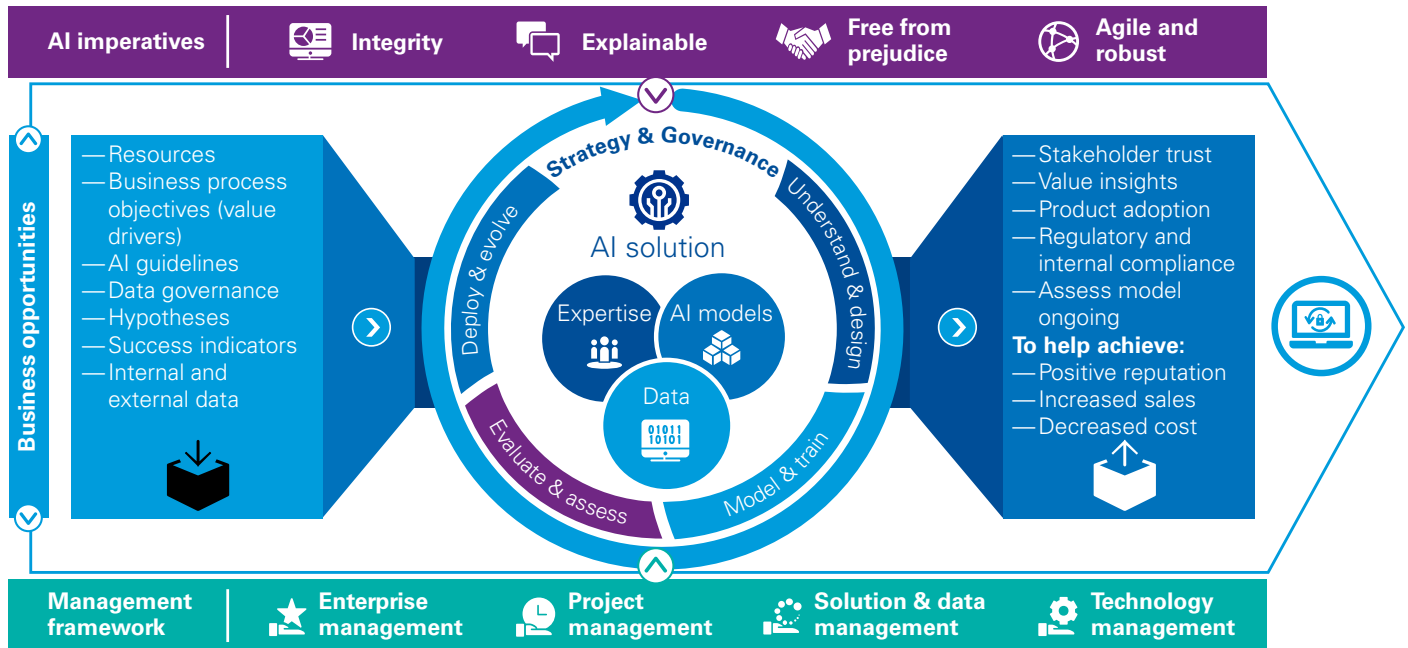 AI imperatives
Integrity
Explainable
Free from
prejudice
Agile and
robust
Business opportunities
— Resources
— Business process
objectives (value
drivers)
— AI guidelines
— Data governance
— Hypotheses
— Success indicators
— Internal and
external data
Strategy & Governance
Understand & design
Model & train
Evaluate & assess
Deploy & evolve
AI solution
Expertise
AI models
Data
01011
10101
— Stakeholder trust
— Value insights
— Product adoption
— Regulatory and
internal compliance
— Assess model
ongoing
To help achieve:
— Positive reputation
— Increased sales
— Decreased cost
Management
framework
Enterprise
management
Project
management
Solution & data
management
Technology
management